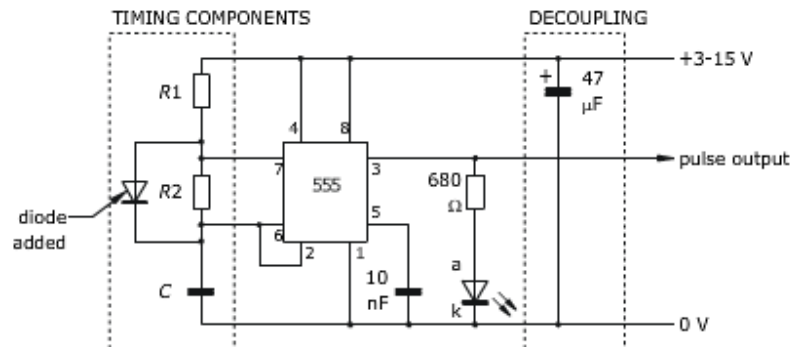 TIMING COMPONENTS
DECOUPLING
+3-15 V
R1
4
8
+
47
µF
7
3
pulse output
R2
555
680
Ω
5
diode
added
6
2
1
a
C
10
nF
k
0 V